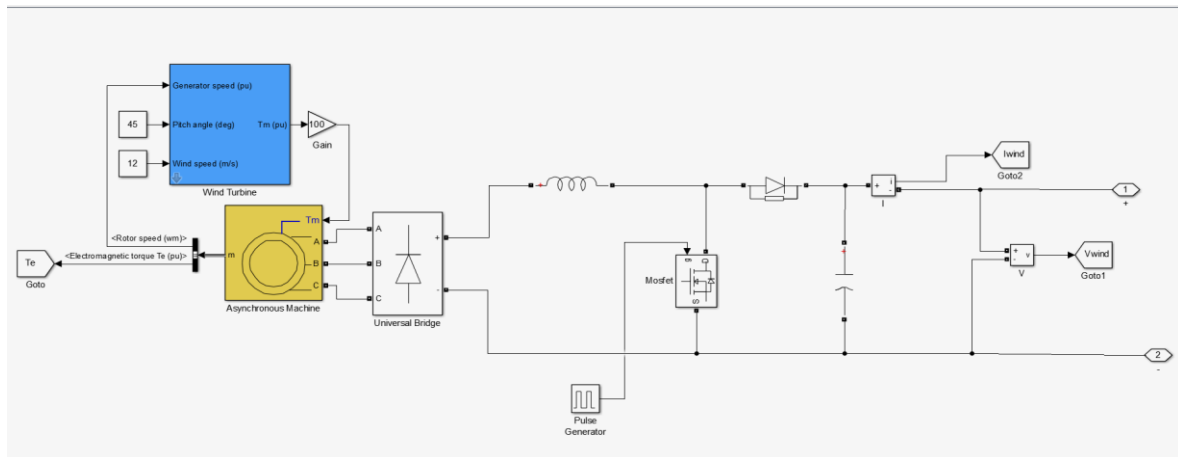 Generator speed (pu)
45
Pitch angle (deg)
Tm (pu)
100
Gain
12
Wind speed (m/s)
Wind Turbine
Iwind
Goto2
i
+
-
I
1
+
<Rotor speed (wm)>
<Electromagnetic torque Te (pu)>
Te
Goto
m
Tm
A
B
C
Asynchronous Machine
A
B
C
+
-
Universal Bridge
+
g
D
S
Mosfet
+
+
-
v
V
Vwind
Goto1
2
-
Pulse
Generator